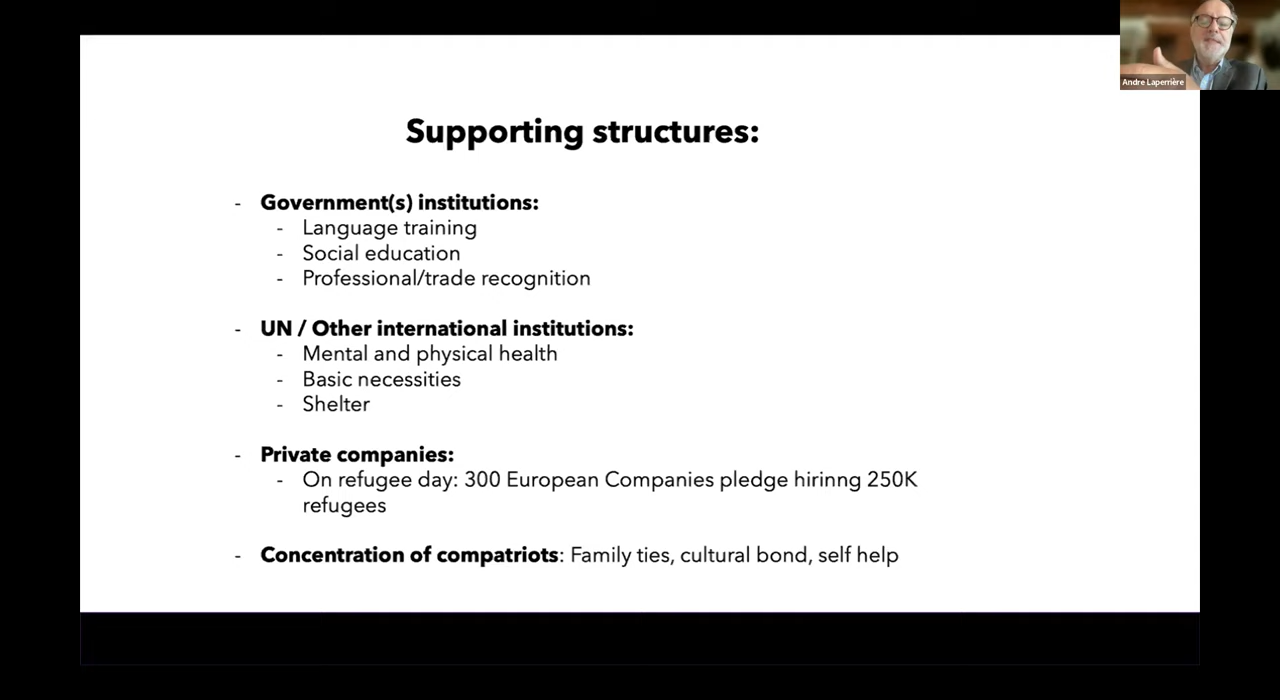 Andre Laperrière
Supporting structures:
- Government(s) institutions:
- Language training
- Social education
- Professional/trade recognition
- UN / Other international institutions:
- Mental and physical health
- Basic necessities
- Shelter
- Private companies:
- On refugee day: 300 European Companies pledge hirinng 250K
refugees
- Concentration of compatriots: Family ties, cultural bond, self help